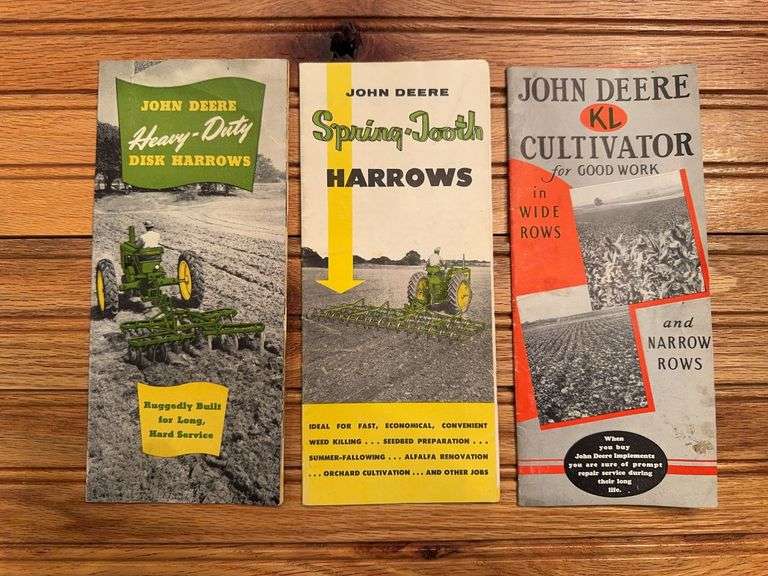 JOHN DEERE
Heavy-Duty
DISK HARROWS
Ruggedly Built
for Long,
Hard Service
JOHN DEERE
Spring-Tooth
HARROWS
IDEAL FOR FAST, ECONOMICAL, CONVENIENT
WEED KILLING . . . SEEDBED PREPARATION . . .
SUMMER-FALLOWING . . . ALFALFA RENOVATION
. . . ORCHARD CULTIVATION . . . AND OTHER JOBS
JOHN DEERE
KL
CULTIVATOR
for GOOD WORK
in
WIDE
ROWS
and
NARROW
ROWS
When
you buy
John Deere Implements
you are sure of prompt
repair service during
their long
life.